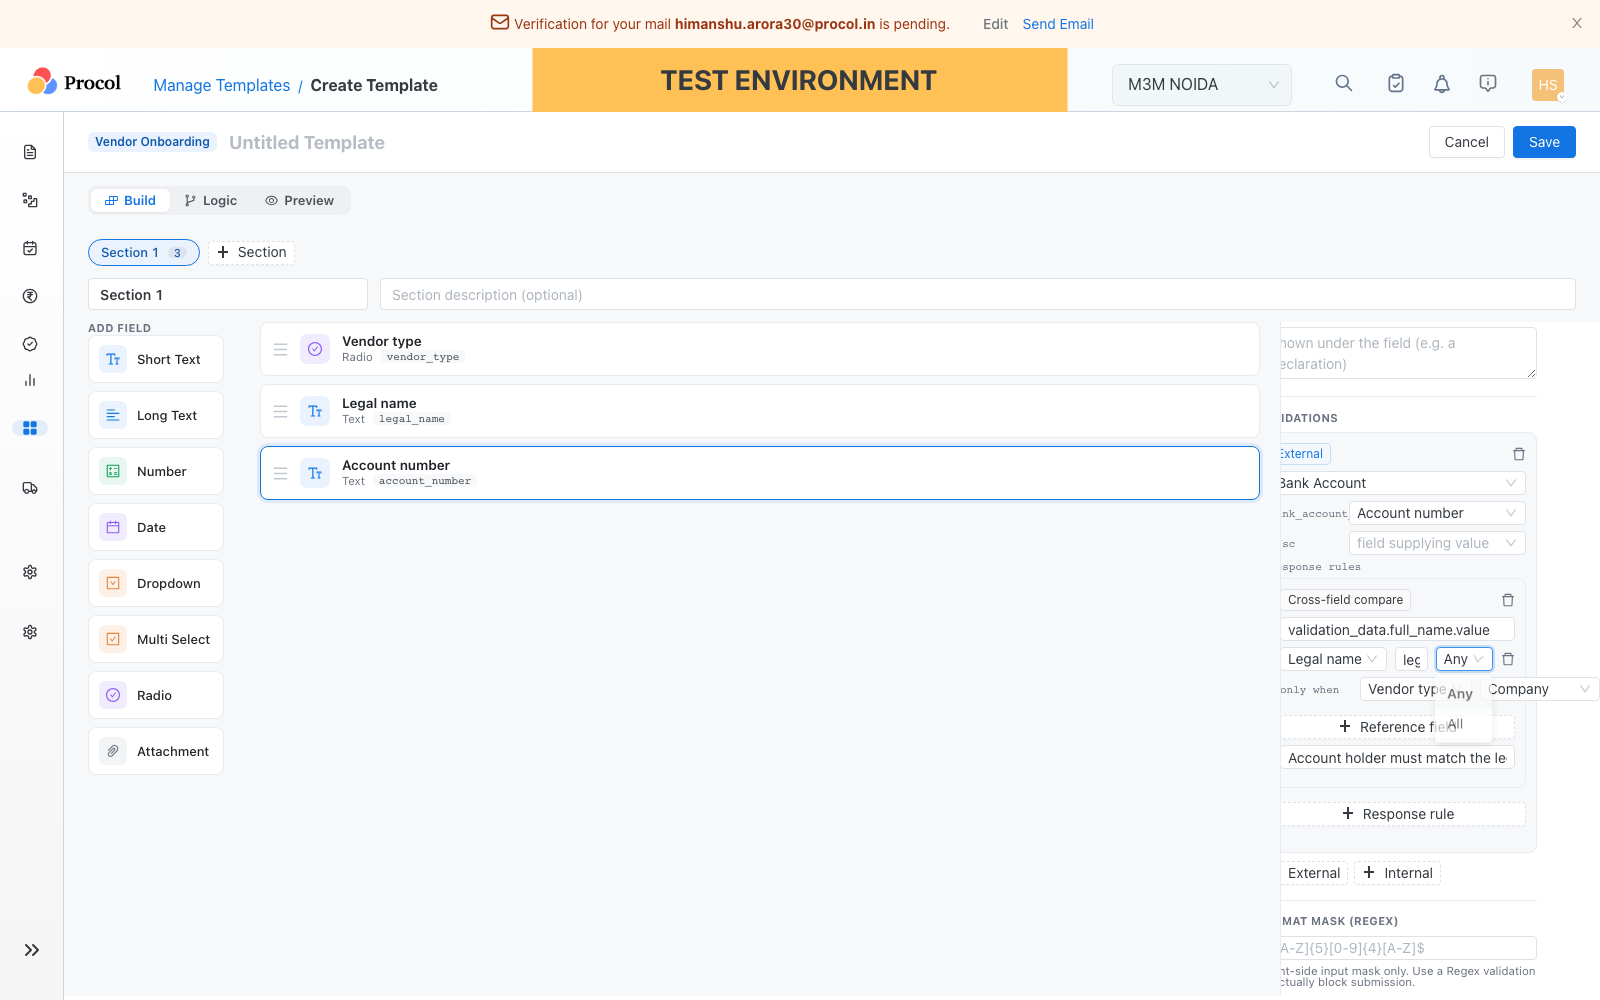 Verification for your mail himanshu.arora30@procol.in is pending. Edit Send Email
Procol
Manage Templates / Create Template
TEST ENVIRONMENT
M3M NOIDA
HS
Vendor Onboarding
Untitled Template
Cancel
Save
Build
Logic
Preview
Section 1 3
+ Section
Section 1
Section description (optional)
ADD FIELD
Short Text
Long Text
Number
Date
Dropdown
Multi Select
Radio
Attachment
Vendor type
Radio vendor_type
Legal name
Text legal_name
Account number
Text account_number
hown under the field (e.g. a
eclaration)
IDATIONS
External
Bank Account
nk_account_ Account number
sc field supplying value
sponse rules
Cross-field compare
validation_data.full_name.value
Legal name leg Any
only when Vendor type Company
Any
All
+ Reference field
Account holder must match the le
+ Response rule
External
+ Internal
MAT MASK (REGEX)
A-Z]{5}[0-9]{4}[A-Z]$
nt-side input mask only. Use a Regex validation
ctually block submission.